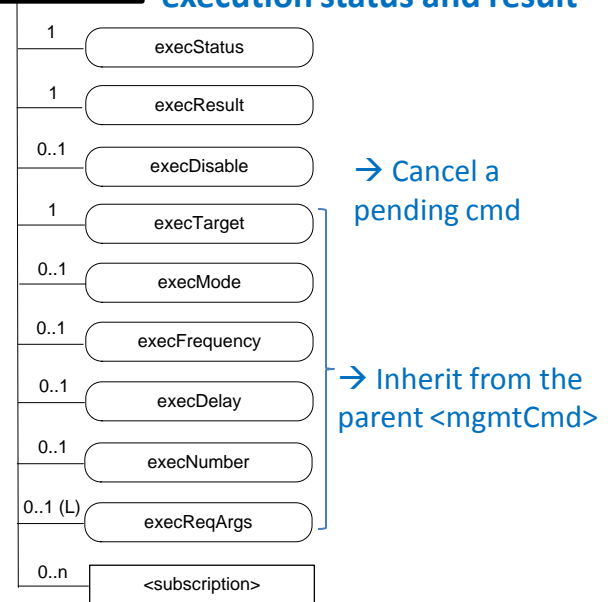 execution status and result
1
execStatus
1
execResult
0..1
execDisable
→ Cancel a
pending cmd
1
execTarget
0..1
execMode
0..1
execFrequency
→ Inherit from the
parent <mgmtCmd>
0..1
execDelay
0..1
execNumber
0..1 (L)
execReqArgs
0..n
<subscription>